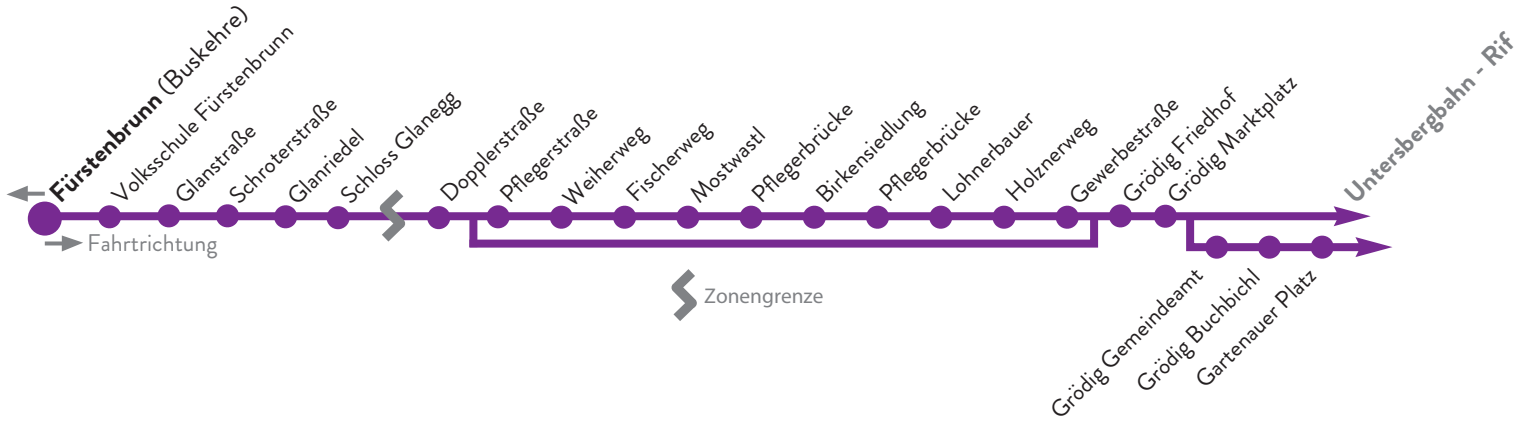 Fürstenbrunn (Buskehre)
Volksschule Fürstenbrunn
Glanstraße
Schroterstraße
Glanriedel
Schloss Glanegg
Dopplerstraße
Pflegerstraße
Weiherweg
Fischerweg
Mostwastl
Pflegerbrücke
Birkensiedlung
Pflegerbrücke
Lohnerbauer
Holznerweg
Gewerbestraße
Grödig Friedhof
Grödig Marktplatz
Untersbergbahn - Rif
Fahrtrichtung
Zonengrenze
Grödig Gemeindeamt
Grödig Buchbichl
Gartenauer Platz